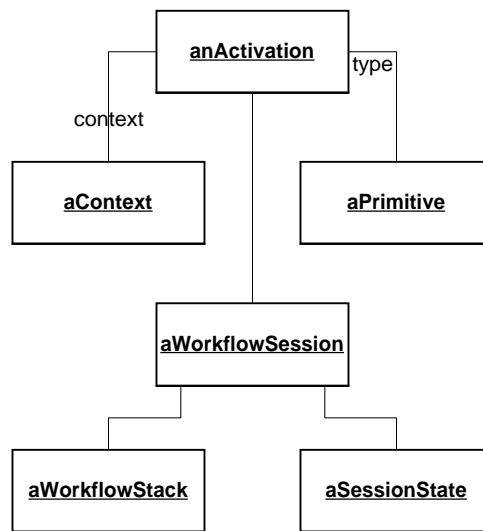 anActivation
type
context
aContext
aPrimitive
aWorkflowSession
aWorkflowStack
aSessionState